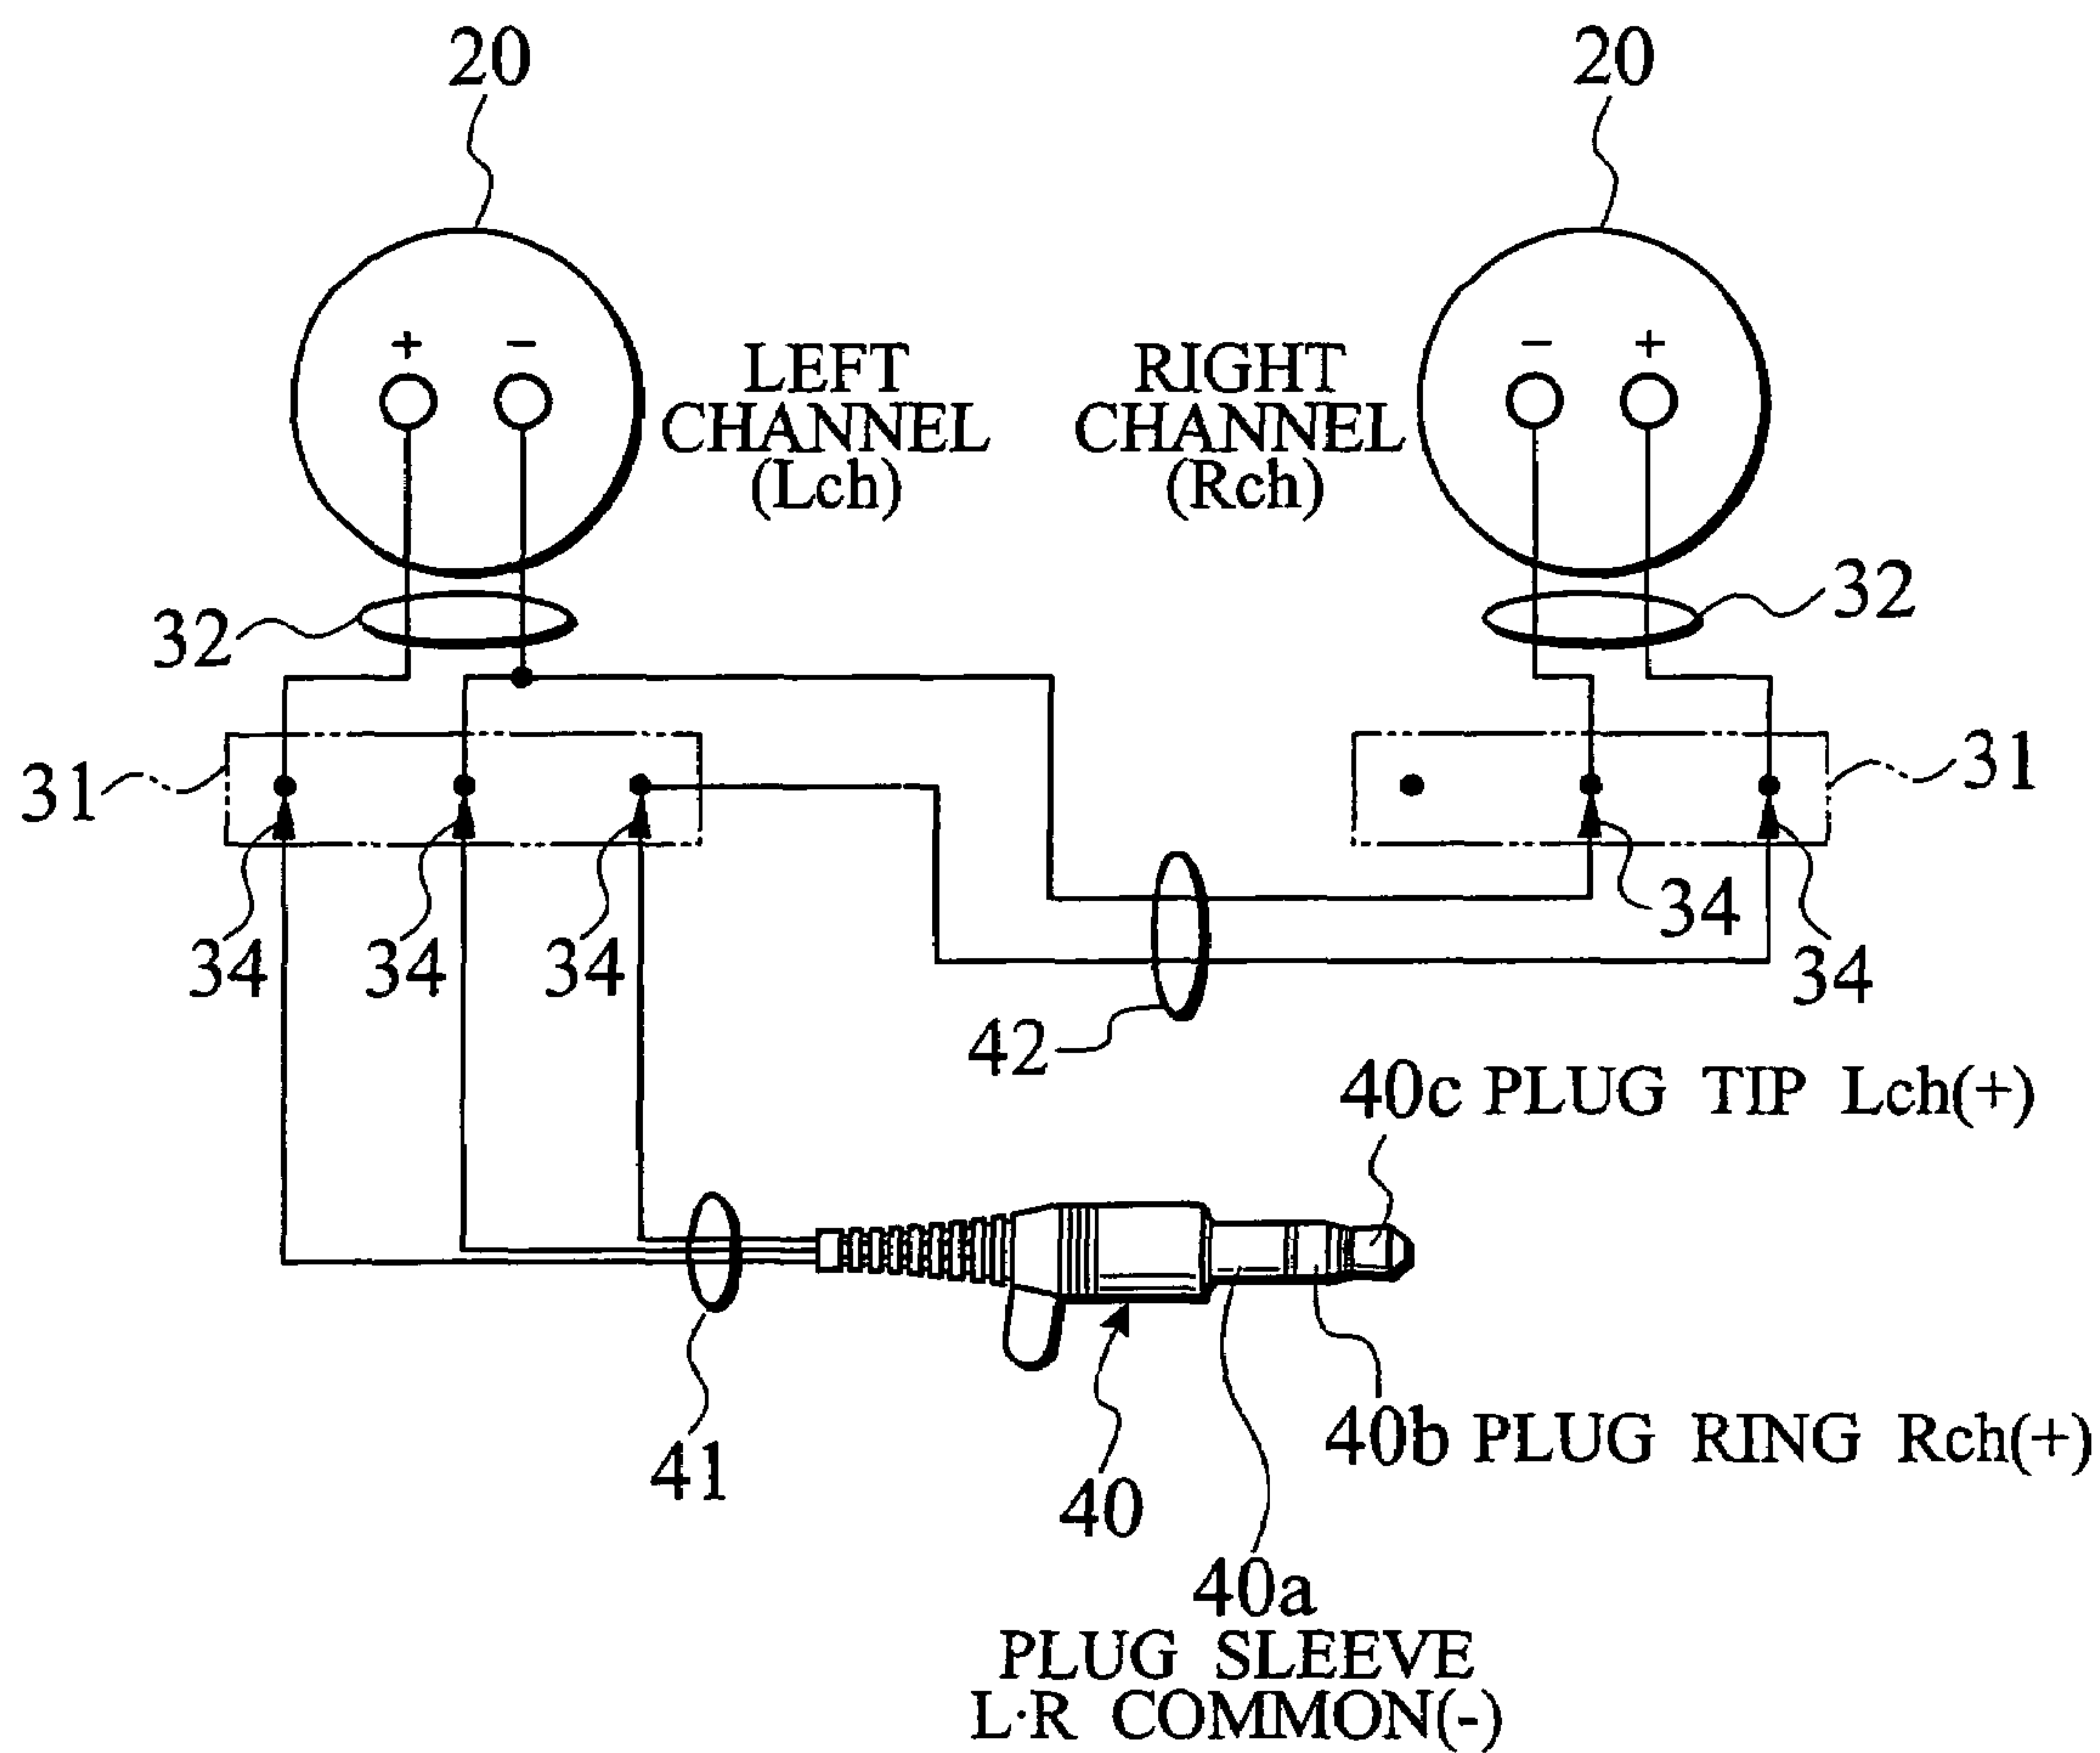 20
20
+ −
− +
LEFT
CHANNEL
(Lch)
RIGHT
CHANNEL
(Rch)
32
32
31
31
34
34
34
34
34
42
40c PLUG TIP Lch(+)
41
40
40b PLUG RING Rch(+)
40a
PLUG SLEEVE
L·R COMMON(-)